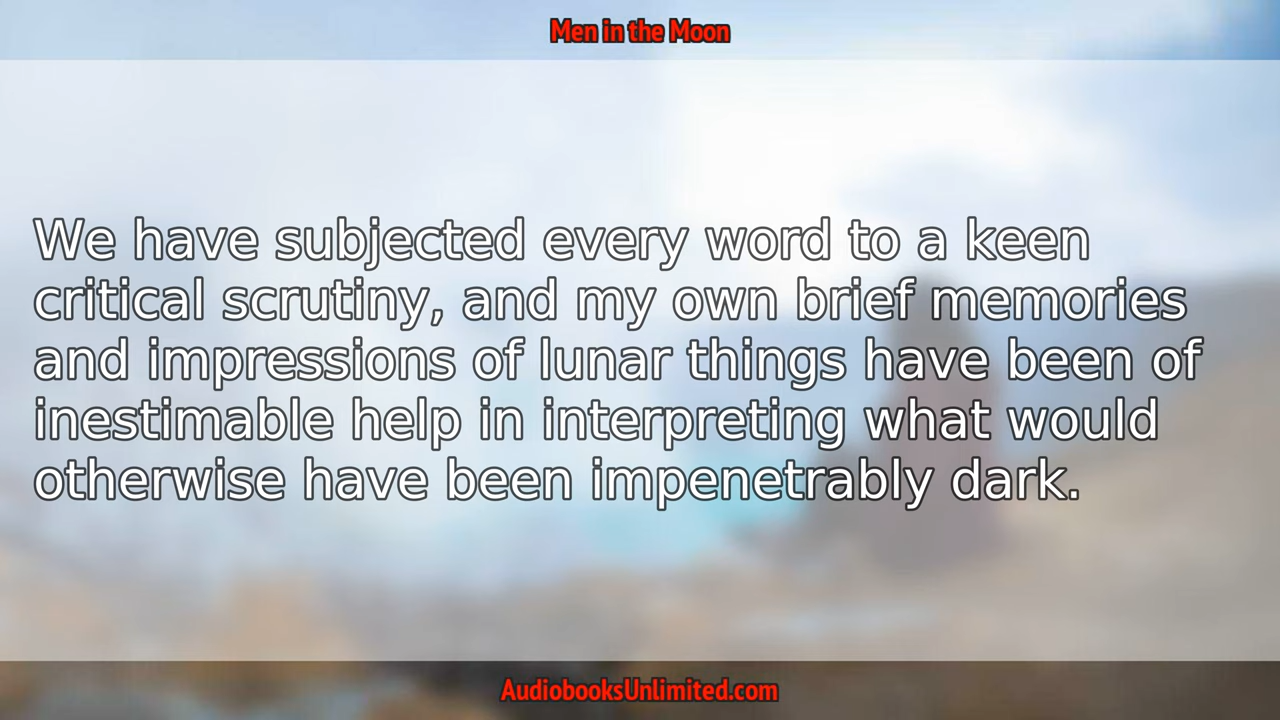 Men in the Moon
We have subjected every word to a keen
critical scrutiny, and my own brief memories
and impressions of lunar things have been of
inestimable help in interpreting what would
otherwise have been impenetrably dark.
AudiobooksUnlimited.com